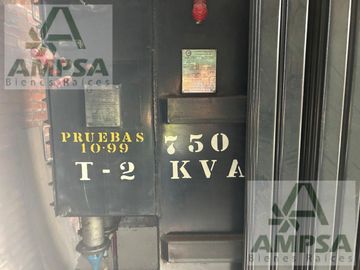 AMPSA
Bienes Raíces
PRUEBAS
10-99
750
T-2 KVA
AMPSA
Bienes Raíces